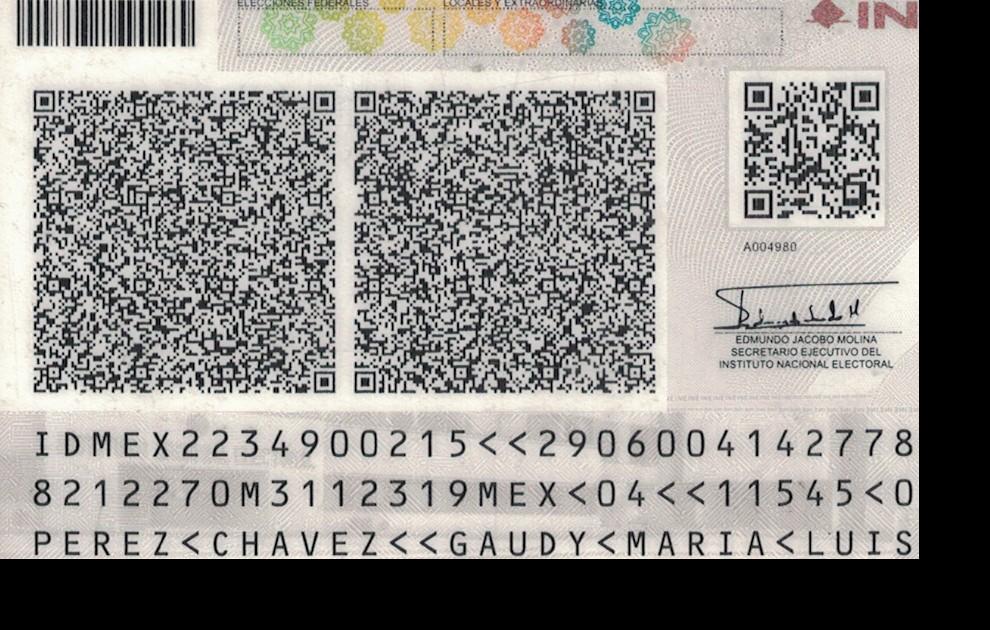 ELECCIONES FEDERALES LOCALES Y EXTRAORDINARIAS
IN
A004980
EDMUNDO JACOBO MOLINA
SECRETARIO EJECUTIVO DEL
INSTITUTO NACIONAL ELECTORAL
IDMEX2234900215<<2906004142778
8212270M3112319MEX<04<<11545<0
PEREZ<CHAVEZ<<GAUDY<MARIA<LUIS